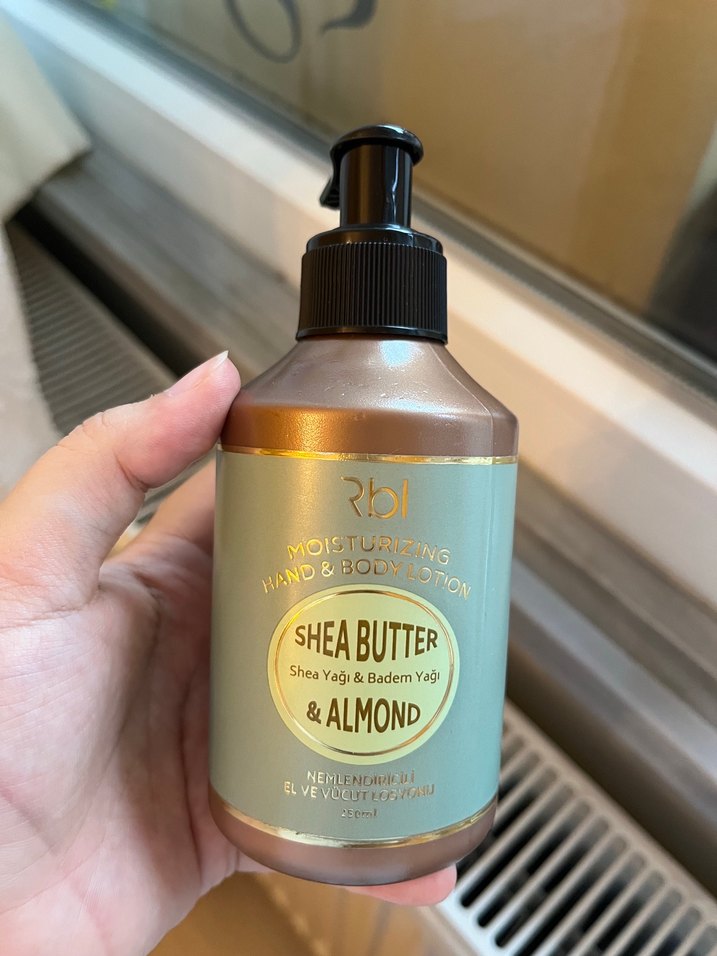 Rbl
MOISTURIZING
HAND & BODY LOTION
SHEA BUTTER
Shea Yağı & Badem Yağı
& ALMOND
NEMLENDİRİCİLİ
EL VE VÜCUT LOSYONU
250ml